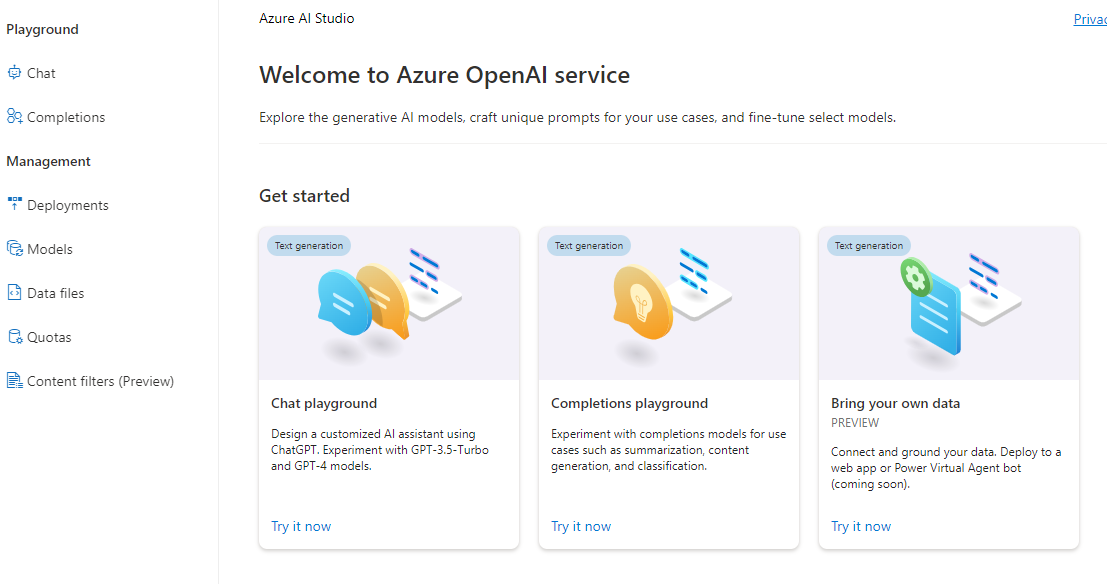 Playground
Chat
Completions
Management
Deployments
Models
Data files
Quotas
Content filters (Preview)
Azure AI Studio
Welcome to Azure OpenAI service
Explore the generative AI models, craft unique prompts for your use cases, and fine-tune select models.
Get started
Text generation
Chat playground
Design a customized AI assistant using
ChatGPT. Experiment with GPT-3.5-Turbo
and GPT-4 models.
Try it now
Text generation
Completions playground
Experiment with completions models for use
cases such as summarization, content
generation, and classification.
Try it now
Text generation
Bring your own data
PREVIEW
Connect and ground your data. Deploy to a
web app or Power Virtual Agent bot
(coming soon).
Try it now